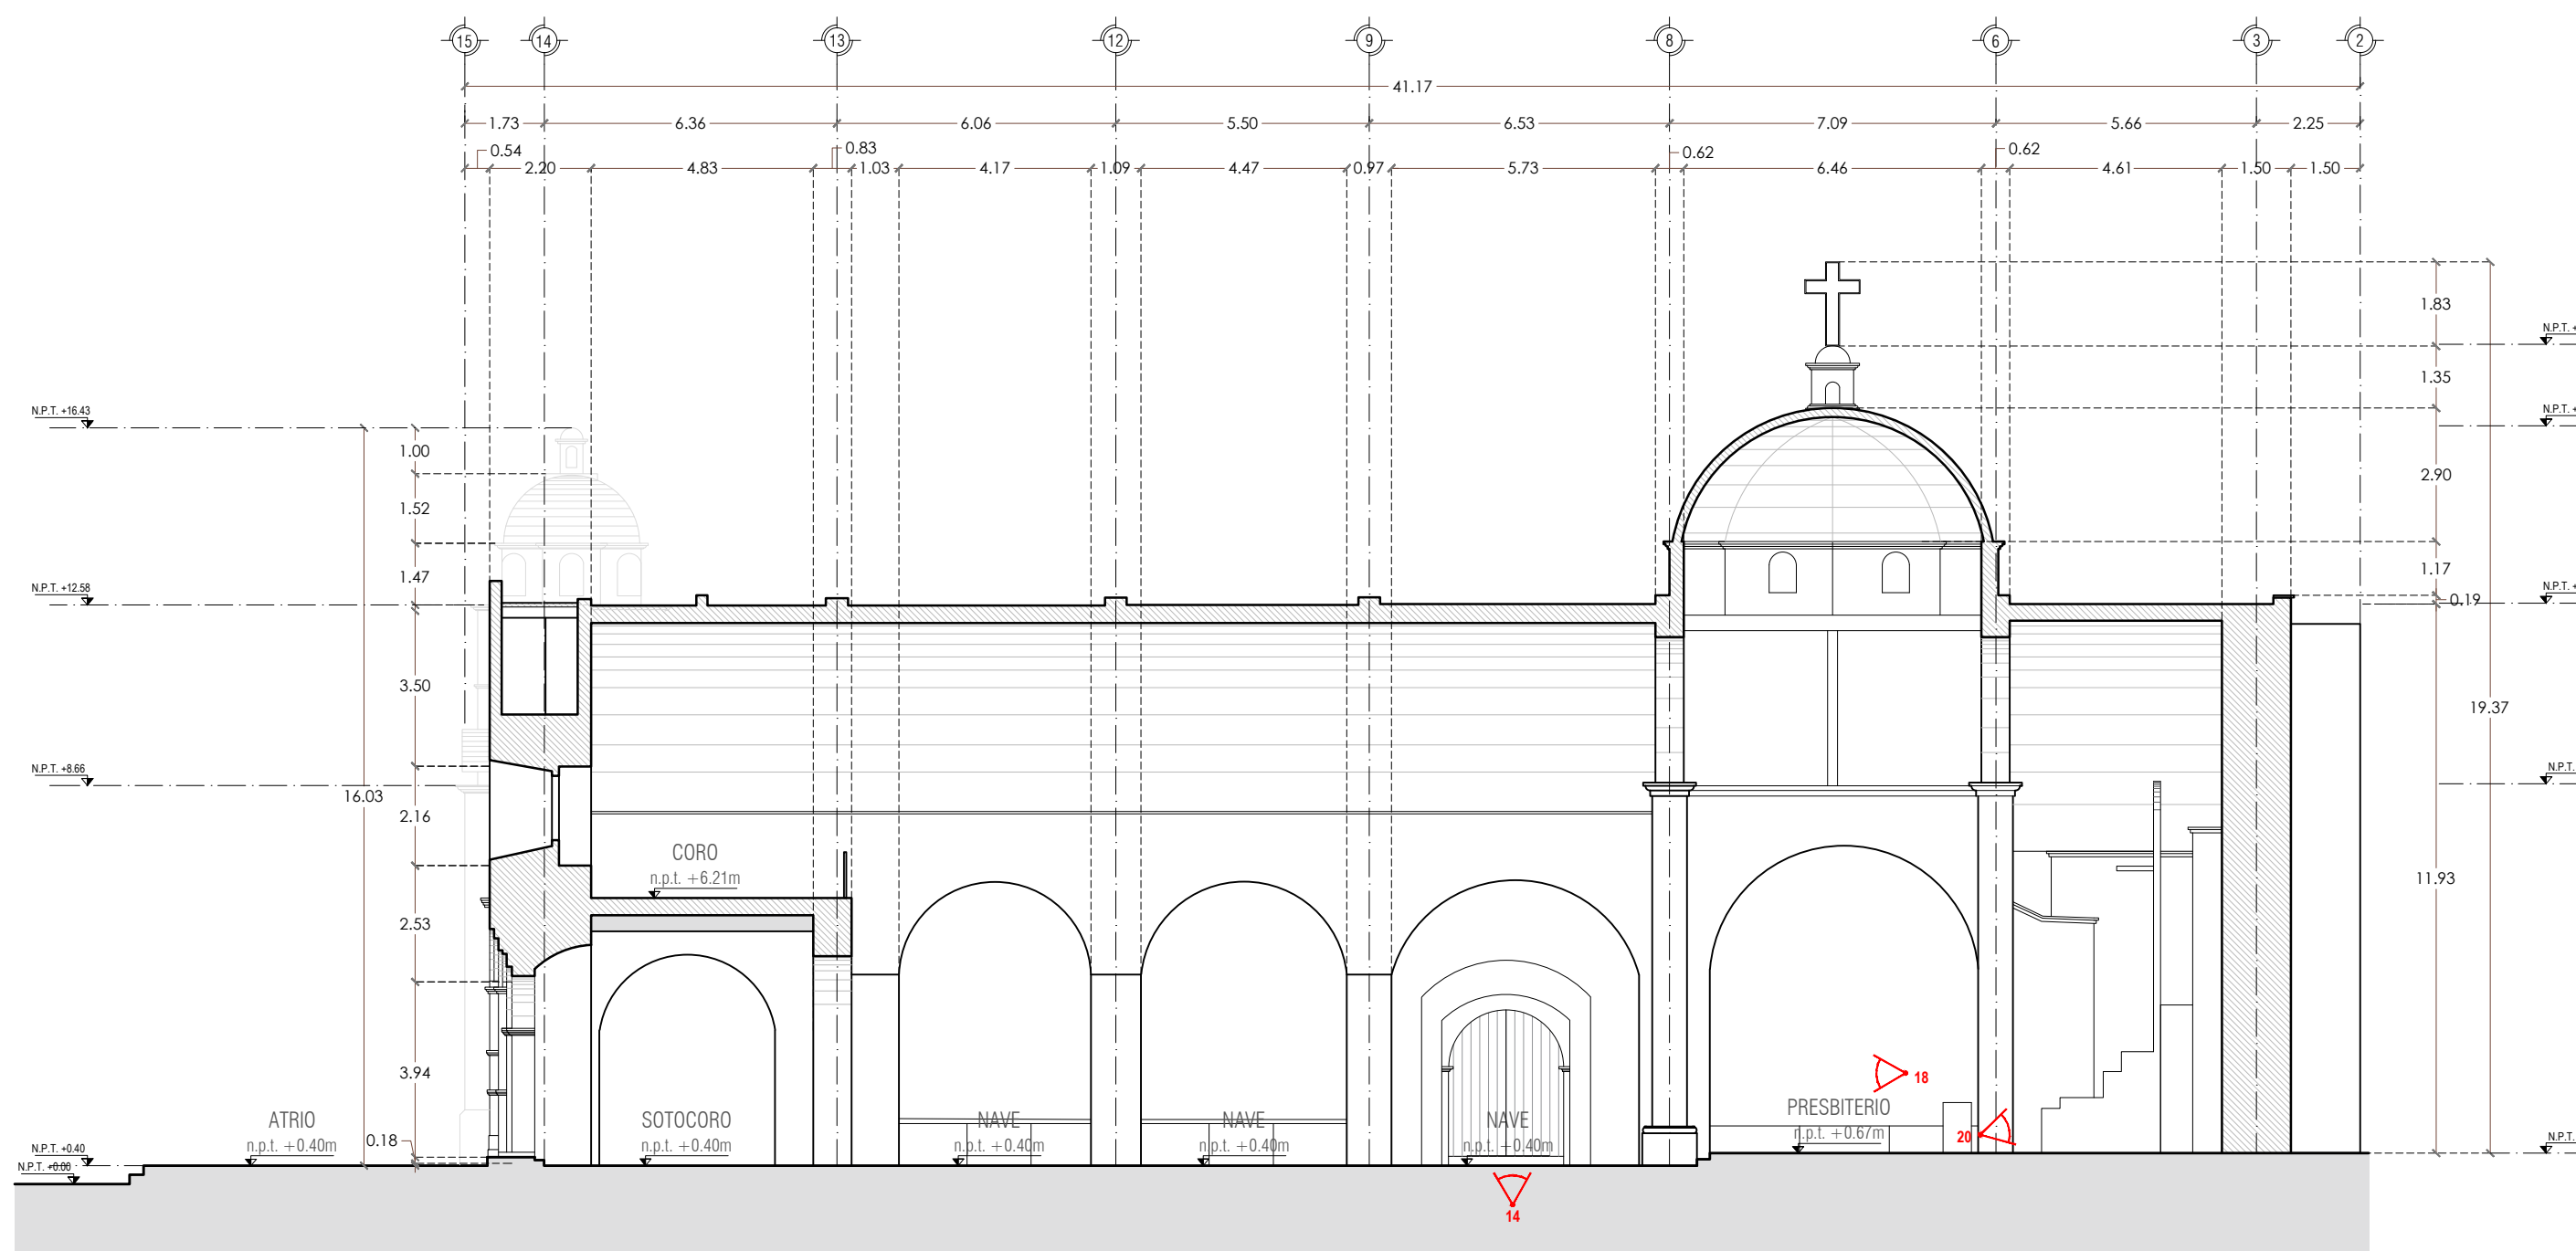 15 14 13 12 9 8 6 3 2
41.17
1.73 6.36 6.06 5.50 6.53 7.09 5.66 2.25
0.54 0.83 0.62 0.62
2.20 4.83 1.03 4.17 1.09 4.47 0.97 5.73 6.46 4.61 1.50 1.50
1.83
N.P.T. +
1.35
N.P.T. +16.43
N.P.T. +
1.00
2.90
1.52
1.47
1.17
N.P.T. +12.58
N.P.T. +
0.19
3.50
19.37
N.P.T. +8.66
N.P.T.
16.03
2.16
CORO
n.p.t. +6.21m
11.93
2.53
3.94
18
ATRIO
n.p.t. +0.40m
SOTOCORO
n.p.t. +0.40m
NAVE
n.p.t. +0.40m
NAVE
n.p.t. +0.40m
NAVE
n.p.t. +0.40m
PRESBITERIO
n.p.t. +0.67m
20
0.18
N.P.T. +0.40
N.P.T. +0.00
N.P.T.
14